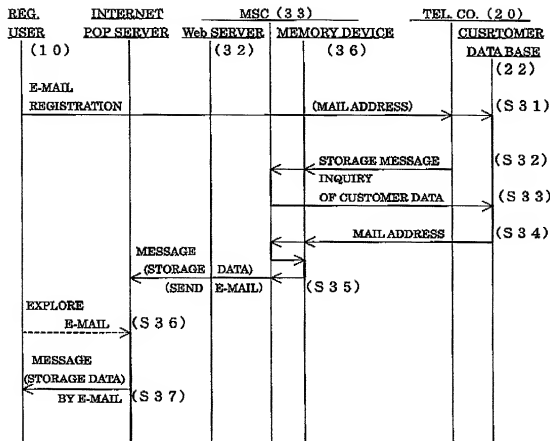 REG. INTERNET MSC (33) TEL. CO. (20)
USER POP SERVER Web SERVER MEMORY DEVICE CUSRTOMER
(10) (32) (36) DATA BASE
(22)
E-MAIL
REGISTRATION (MAIL ADDRESS) (S31)
STORAGE MESSAGE (S32)
INQUIRY
OF CUSTOMER DATA (S33)
MAIL ADDRESS (S34)
MESSAGE
(STORAGE DATA)
(SEND E-MAIL) (S35)
EXPLORE
E-MAIL (S36)
MESSAGE
(STORAGE DATA)
BY E-MAIL (S37)